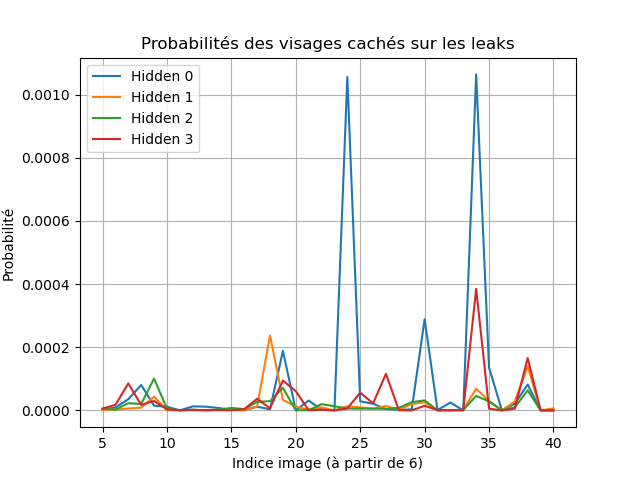 Probabilités des visages cachés sur les leaks
Hidden 0
Hidden 1
Hidden 2
Hidden 3
0.0010
0.0008
0.0006
0.0004
0.0002
0.0000
Probabilité
5 10 15 20 25 30 35 40
Indice image (à partir de 6)